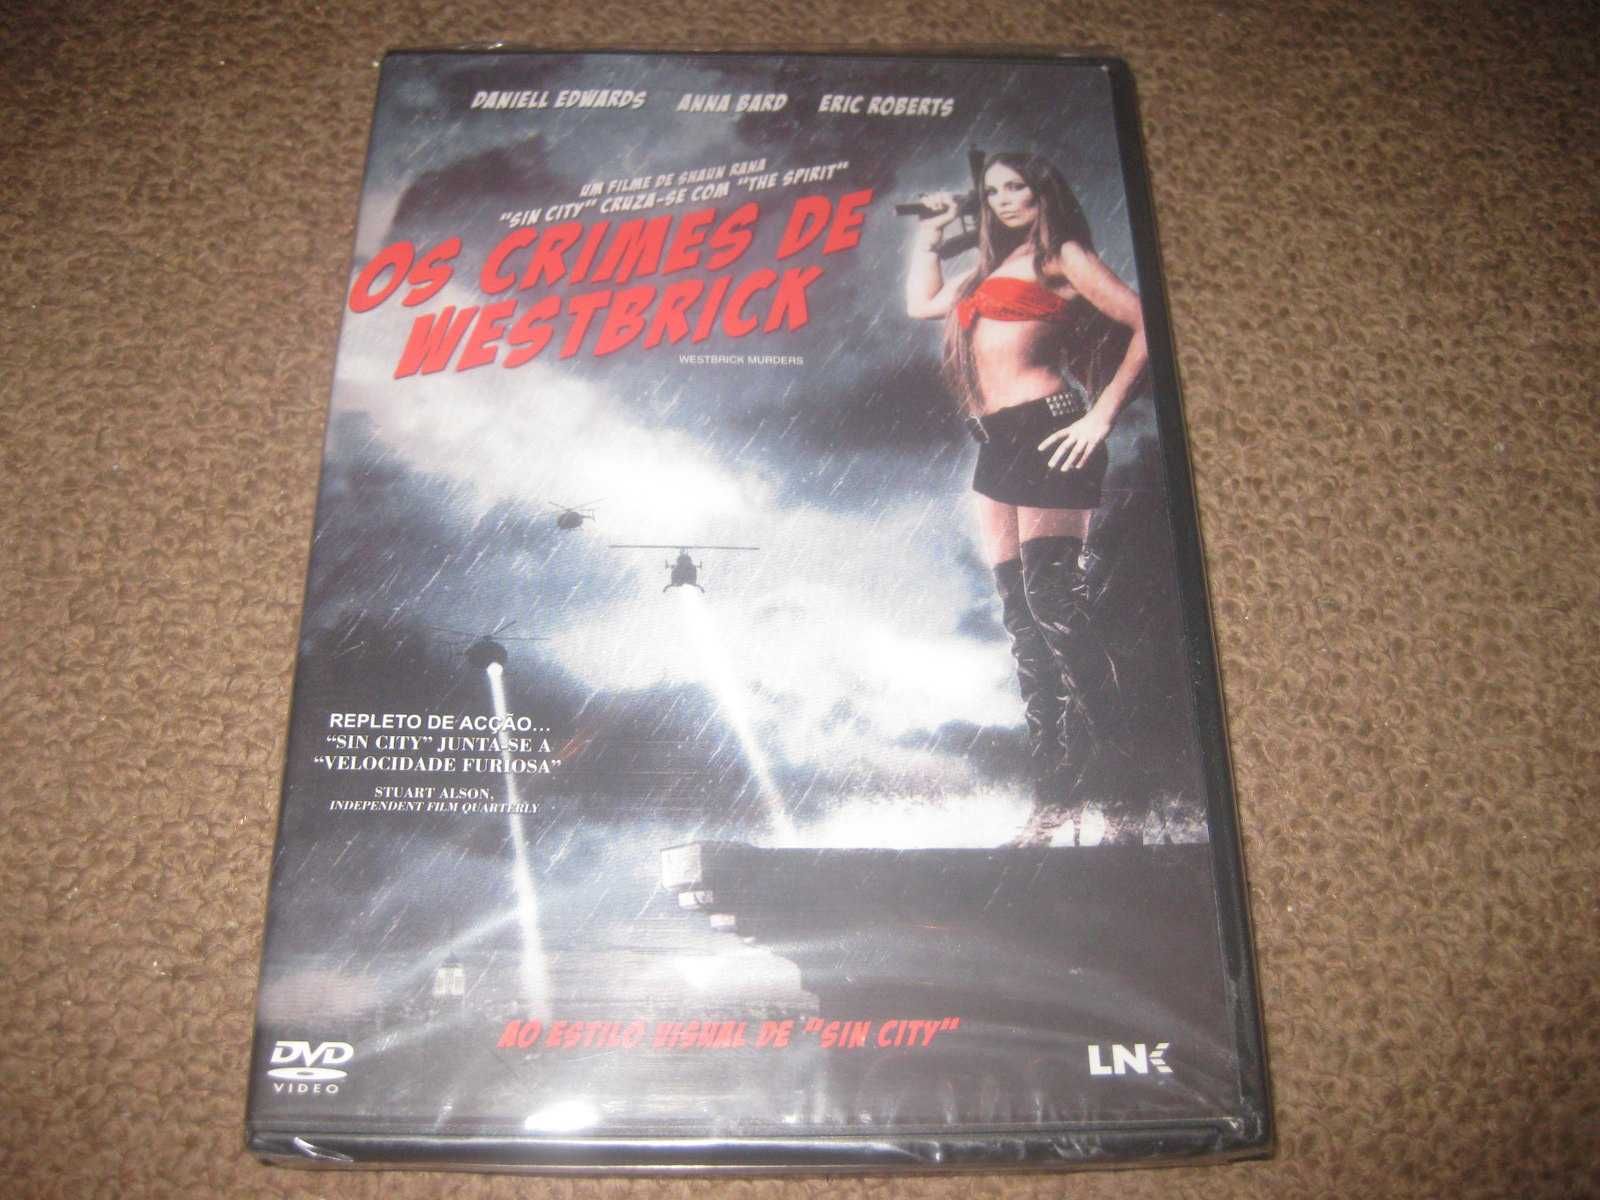 DANIELL EDWARDS ANNA BARD ERIC ROBERTS
UM FILME DE SHAUN RANA
"SIN CITY" CRUZA-SE COM "THE SPIRIT"
OS CRIMES DE
WESTBRICK
WESTBRICK MURDERS
REPLETO DE ACÇÃO...
"SIN CITY" JUNTA-SE A
"VELOCIDADE FURIOSA"
STUART ALSON,
INDEPENDENT FILM QUARTERLY
AO ESTILO VISUAL DE "SIN CITY"
DVD
VIDEO
LNK